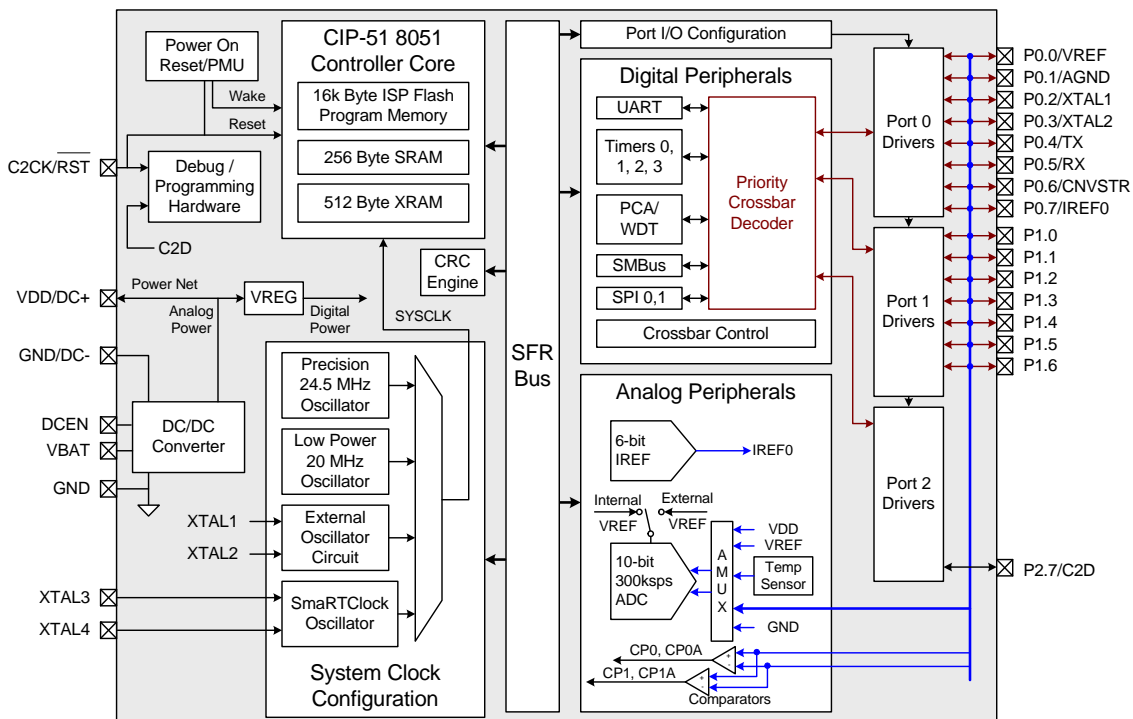 Power On
Reset/PMU
Wake
Reset
C2CK/RST
Debug /
Programming
Hardware
C2D
CIP-51 8051
Controller Core
16k Byte ISP Flash
Program Memory
256 Byte SRAM
512 Byte XRAM
CRC
Engine
VDD/DC+
Power Net
Analog
Power
VREG
Digital
Power
SYSCLK
GND/DC-
DCEN
VBAT
GND
DC/DC
Converter
Precision
24.5 MHz
Oscillator
Low Power
20 MHz
Oscillator
XTAL1
XTAL2
External
Oscillator
Circuit
XTAL3
XTAL4
SmaRTClock
Oscillator
System Clock
Configuration
SFR
Bus
Port I/O Configuration
Digital Peripherals
UART
Timers 0,
1, 2, 3
PCA/
WDT
SMBus
SPI 0,1
Priority
Crossbar
Decoder
Crossbar Control
Analog Peripherals
6-bit
IREF
IREF0
Internal
VREF
External
VREF
10-bit
300ksps
ADC
A
M
U
X
VDD
VREF
Temp
Sensor
GND
CP0, CP0A
+
-
CP1, CP1A
+
-
Comparators
Port 0
Drivers
Port 1
Drivers
Port 2
Drivers
P0.0/VREF
P0.1/AGND
P0.2/XTAL1
P0.3/XTAL2
P0.4/TX
P0.5/RX
P0.6/CNVSTR
P0.7/IREF0
P1.0
P1.1
P1.2
P1.3
P1.4
P1.5
P1.6
P2.7/C2D